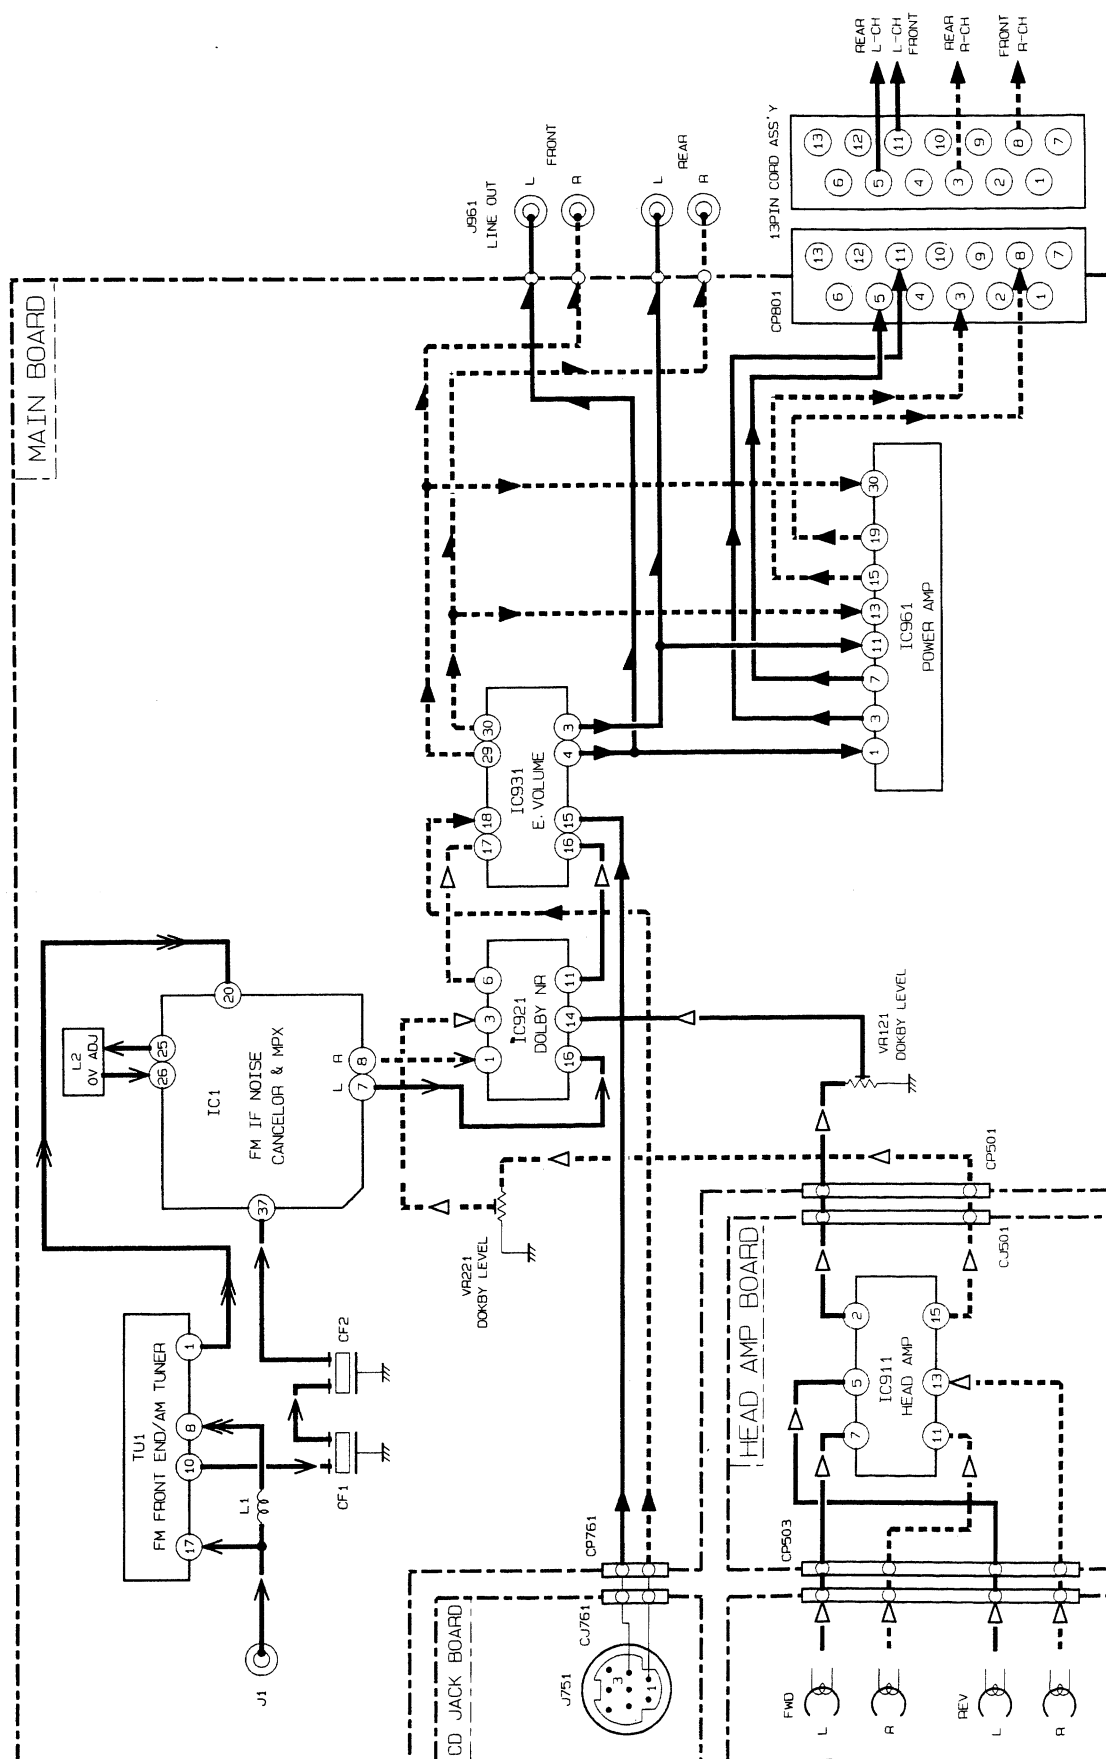 MAIN BOARD
J961
LINE OUT
L
FRONT
R
L
REAR
R
REAR
L-CH
L-CH
FRONT
REAR
R-CH
FRONT
R-CH
13PIN CORD ASS'Y
13
12
11
10
9
8
7
6
5
4
3
2
1
CP801
13
12
11
10
9
8
7
6
5
4
3
2
1
IC961
POWER AMP
30
19
15
13
11
7
3
1
IC931
E. VOLUME
30
29
18
17
3
4
15
16
IC921
DOLBY NR
6
3
1
11
14
16
VR121
DOKBY LEVEL
L2
0V ADJ
25
26
20
IC1
FM IF NOISE
CANCELOR & MPX
R
8
L
7
37
VR221
DOKBY LEVEL
TU1
FM FRONT END/AM TUNER
1
8
10
17
L1
CF1
CF2
J1
CP501
CJ501
HEAD AMP BOARD
IC911
HEAD AMP
2
5
7
15
13
11
CP503
CP761
CJ761
CD JACK BOARD
J751
3
1
FWD
L
R
REV
L
R